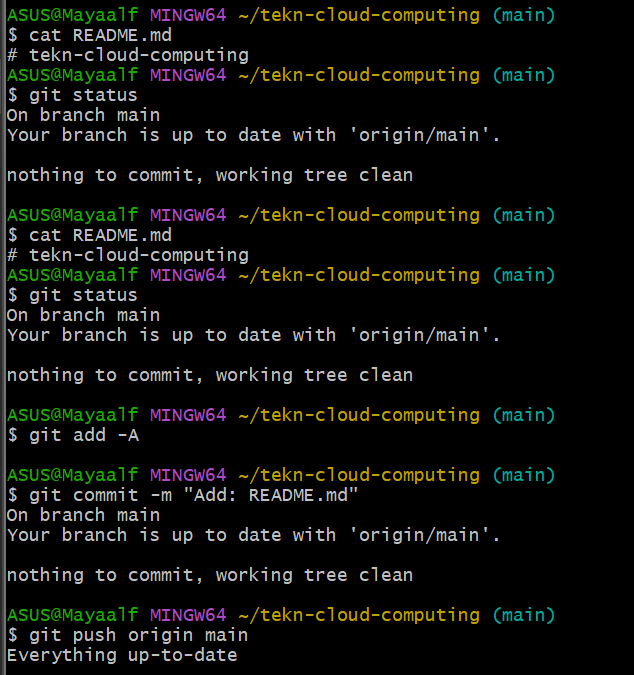 ASUS@Mayaalf MINGW64 ~/tekn-cloud-computing (main)
$ cat README.md
# tekn-cloud-computing
ASUS@Mayaalf MINGW64 ~/tekn-cloud-computing (main)
$ git status
On branch main
Your branch is up to date with 'origin/main'.

nothing to commit, working tree clean

ASUS@Mayaalf MINGW64 ~/tekn-cloud-computing (main)
$ cat README.md
# tekn-cloud-computing
ASUS@Mayaalf MINGW64 ~/tekn-cloud-computing (main)
$ git status
On branch main
Your branch is up to date with 'origin/main'.

nothing to commit, working tree clean

ASUS@Mayaalf MINGW64 ~/tekn-cloud-computing (main)
$ git add -A

ASUS@Mayaalf MINGW64 ~/tekn-cloud-computing (main)
$ git commit -m "Add: README.md"
On branch main
Your branch is up to date with 'origin/main'.

nothing to commit, working tree clean

ASUS@Mayaalf MINGW64 ~/tekn-cloud-computing (main)
$ git push origin main
Everything up-to-date